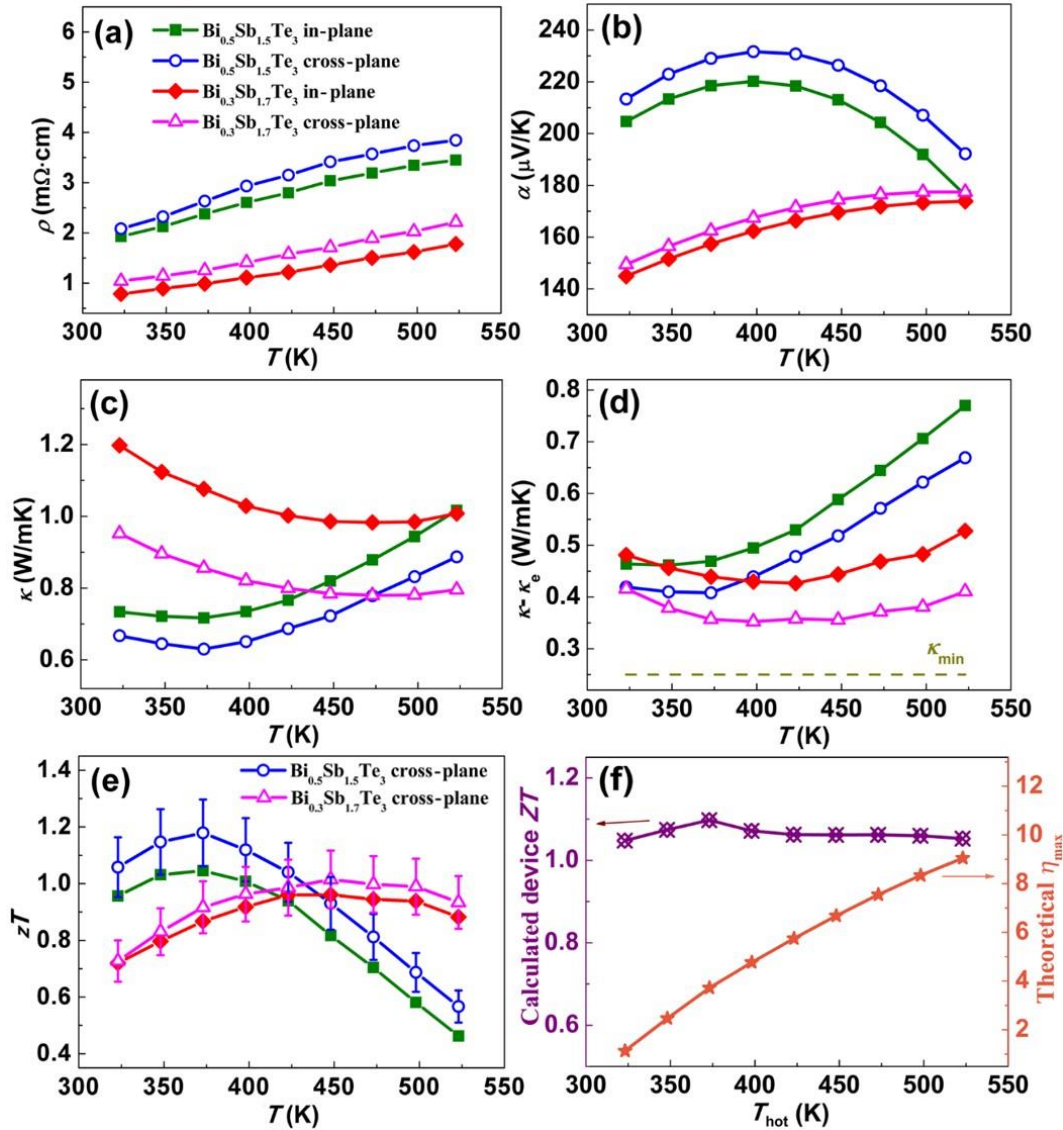 (a)
Bi0.5Sb1.5Te3 in-plane
Bi0.5Sb1.5Te3 cross-plane
Bi0.3Sb1.7Te3 in-plane
Bi0.3Sb1.7Te3 cross-plane
6
5
4
3
2
1
ρ (mΩ·cm)
300 350 400 450 500 550
T (K)
(b)
240
220
200
180
160
140
α (μV/K)
300 350 400 450 500 550
T (K)
(c)
1.2
1.0
0.8
0.6
κ (W/mK)
300 350 400 450 500 550
T (K)
(d)
0.8
0.7
0.6
0.5
0.4
0.3
κ- κe (W/mK)
κmin
300 350 400 450 500 550
T (K)
(e)
Bi0.5Sb1.5Te3 cross-plane
Bi0.3Sb1.7Te3 cross-plane
1.4
1.2
1.0
0.8
0.6
0.4
zT
300 350 400 450 500 550
T (K)
(f)
1.2
1.0
0.8
0.6
Calculated device ZT
12
10
8
6
4
2
Theoretical ηmax
300 350 400 450 500 550
Thot (K)